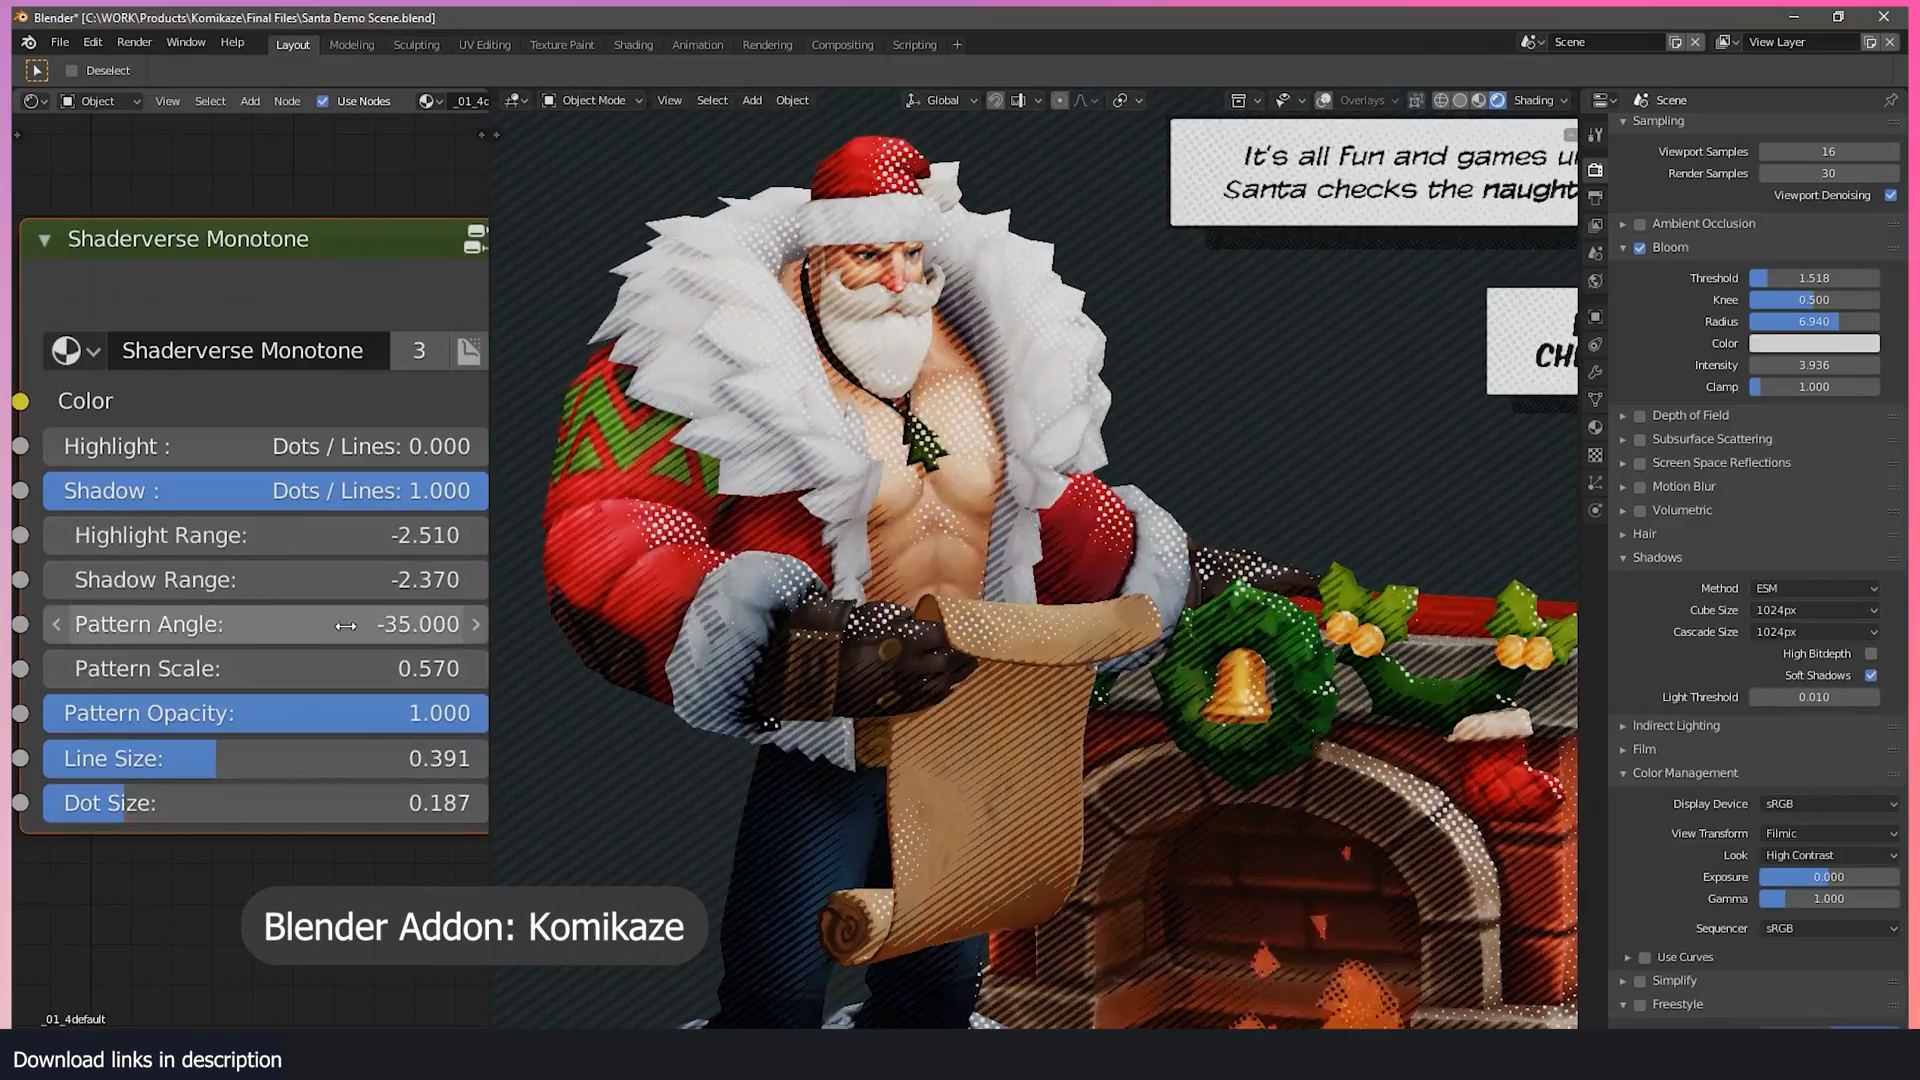 Blender* [C:\WORK\Products\Komikaze\Final Files\Santa Demo Scene.blend]
File Edit Render Window Help Layout Modeling Sculpting UV Editing Texture Paint Shading Animation Rendering Compositing Scripting + Scene View Layer
Deselect
Object View Select Add Node Use Nodes _01_4c Object Mode View Select Add Object Global Overlays Shading Scene
Shaderverse Monotone
Shaderverse Monotone 3
Color
Highlight : Dots / Lines: 0.000
Shadow : Dots / Lines: 1.000
Highlight Range: -2.510
Shadow Range: -2.370
Pattern Angle: -35.000
Pattern Scale: 0.570
Pattern Opacity: 1.000
Line Size: 0.391
Dot Size: 0.187
_01_4default
It's all Fun and games
Santa checks the naught
CH
Sampling
Viewport Samples 16
Render Samples 30
Viewport Denoising
Ambient Occlusion
Bloom
Threshold 1.518
Knee 0.500
Radius 6.940
Color
Intensity 3.936
Clamp 1.000
Depth of Field
Subsurface Scattering
Screen Space Reflections
Motion Blur
Volumetric
Hair
Shadows
Method ESM
Cube Size 1024px
Cascade Size 1024px
High Bitdepth
Soft Shadows
Light Threshold 0.010
Indirect Lighting
Film
Color Management
Display Device sRGB
View Transform Filmic
Look High Contrast
Exposure 0.000
Gamma 1.000
Sequencer sRGB
Use Curves
Simplify
Freestyle
Blender Addon: Komikaze
Download links in description